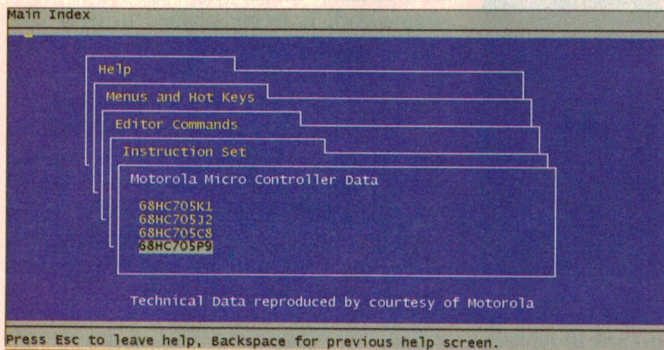 Main Index
Help
Menus and Hot Keys
Editor Commands
Instruction Set
Motorola Micro Controller Data
68HC705K1
68HC705J2
68HC705C8
68HC705P9
Technical Data reproduced by courtesy of Motorola
Press Esc to leave help, Backspace for previous help screen.